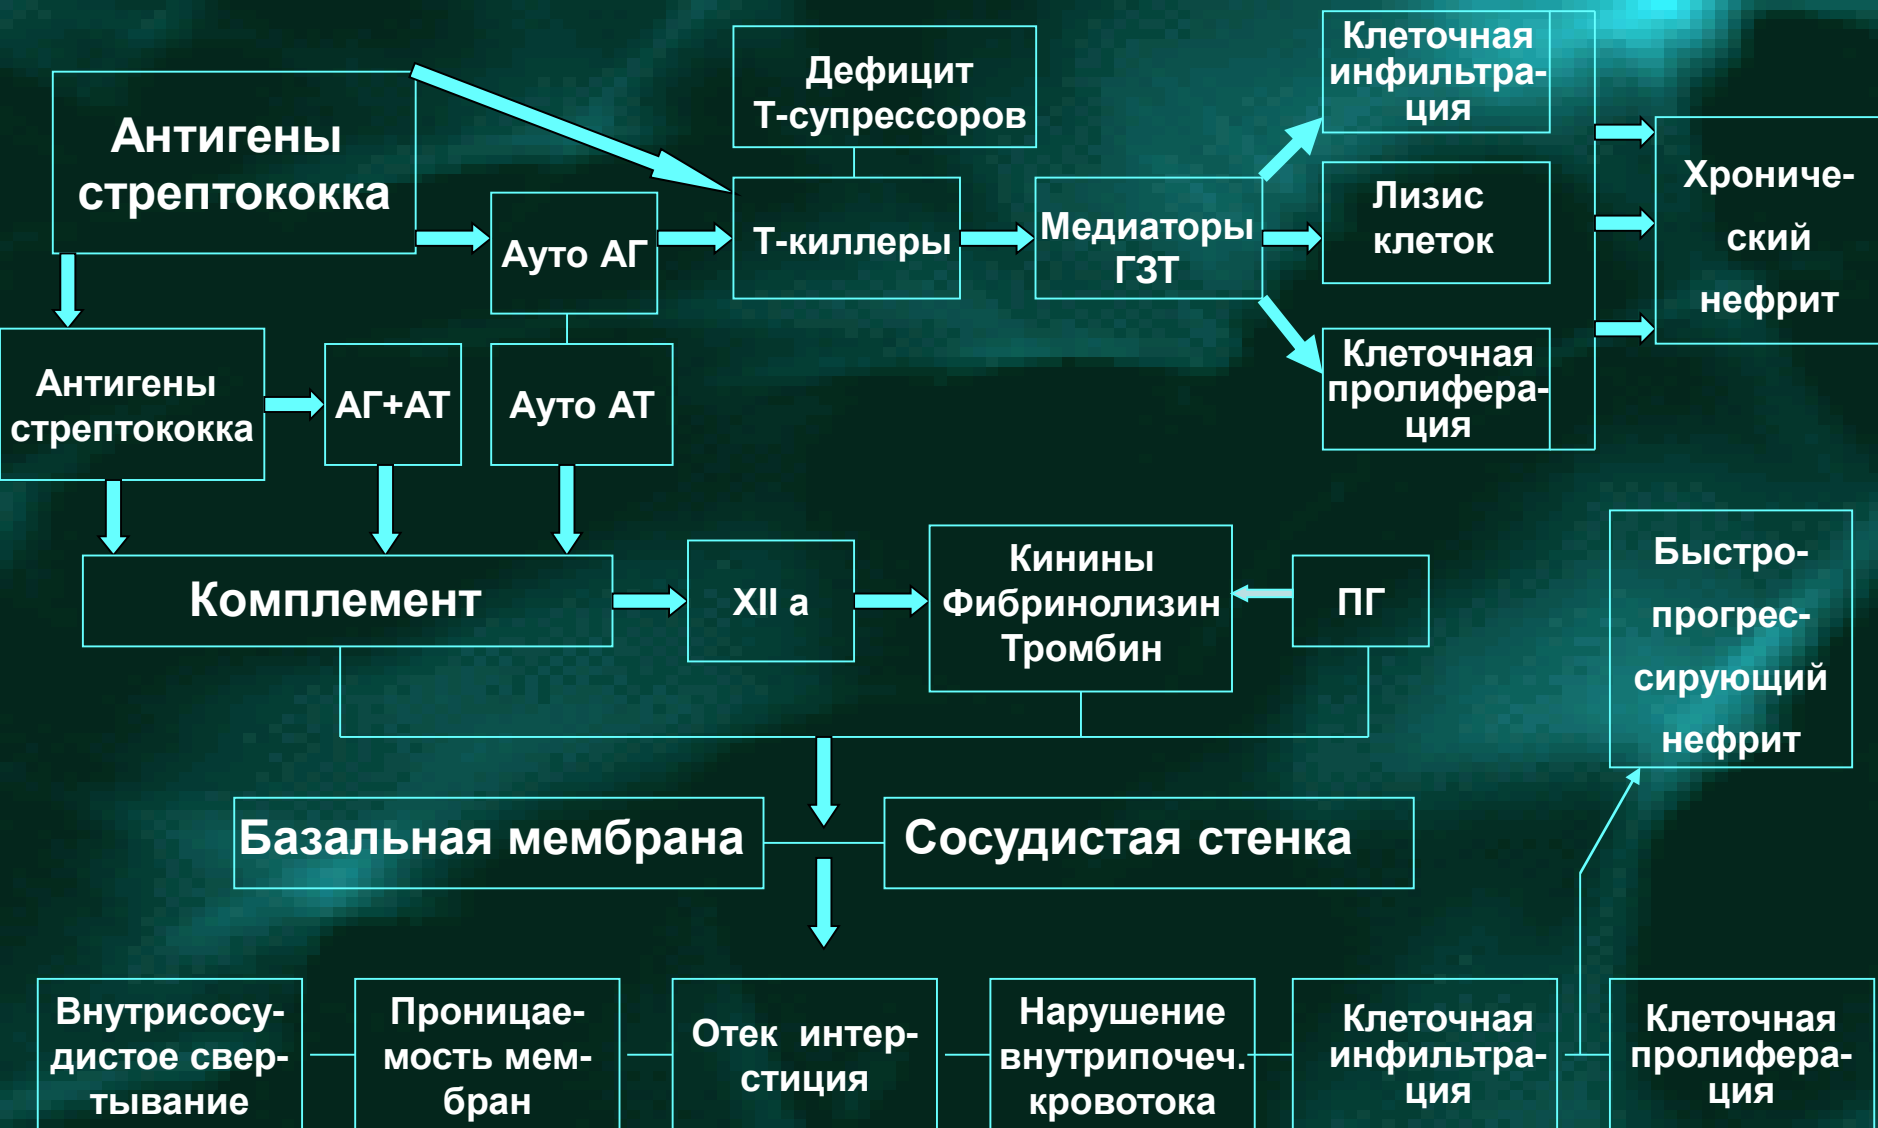 Антигены
стрептококка
Дефицит
Т-супрессоров
Клеточная
инфильтра-
ция
Ауто АГ
Т-киллеры
Медиаторы
ГЗТ
Лизис
клеток
Хрониче-
ский
нефрит
Клеточная
пролифера-
ция
Антигены
стрептококка
АГ+АТ
Ауто АТ
Комплемент
XII а
Кинины
Фибринолизин
Тромбин
ПГ
Быстро-
прогрес-
сирующий
нефрит
Базальная мембрана
Сосудистая стенка
Внутрисосу-
дистое свер-
тывание
Проницае-
мость мем-
бран
Отек интер-
стиция
Нарушение
внутрипочеч.
кровотока
Клеточная
инфильтра-
ция
Клеточная
пролифера-
ция